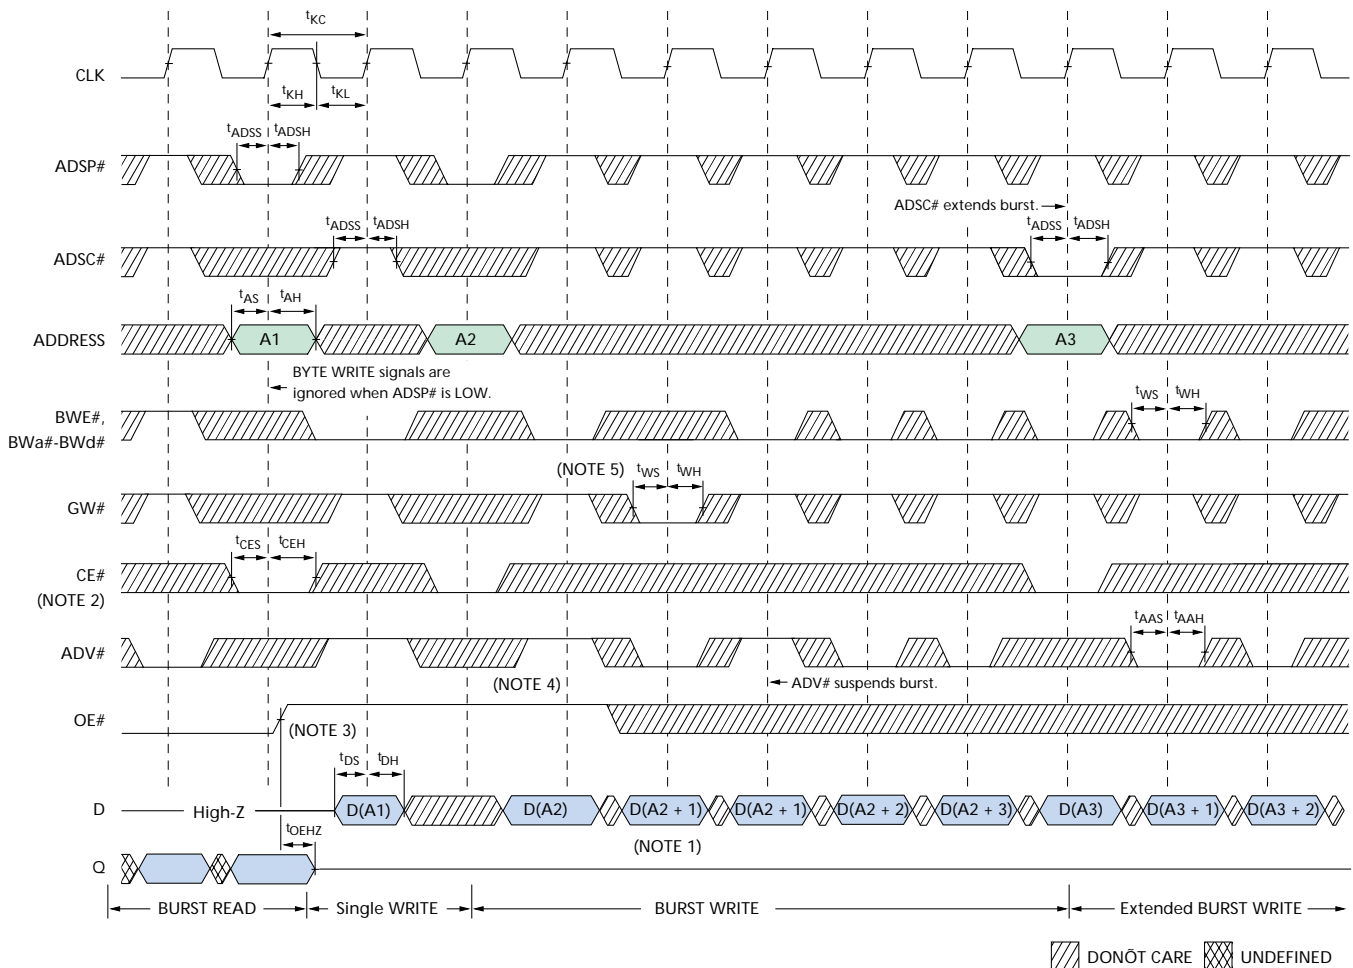 tKC
CLK
tKH
tKL
tADSS
tADSH
ADSP#
ADSC# extends burst.
tADSS
tADSH
tADSS
tADSH
ADSC#
tAS
tAH
ADDRESS
A1
A2
A3
BYTE WRITE signals are
ignored when ADSP# is LOW.
tWS
tWH
BWE#,
BWa#-BWd#
(NOTE 5)
tWS
tWH
GW#
tCES
tCEH
CE#
(NOTE 2)
tAAS
tAAH
ADV#
(NOTE 4)
ADV# suspends burst.
OE#
(NOTE 3)
tDS
tDH
D
High-Z
D(A1)
D(A2)
D(A2 + 1)
D(A2 + 1)
D(A2 + 2)
D(A2 + 3)
D(A3)
D(A3 + 1)
D(A3 + 2)
tOEHZ
(NOTE 1)
Q
BURST READ
Single WRITE
BURST WRITE
Extended BURST WRITE
DONŌT CARE
UNDEFINED